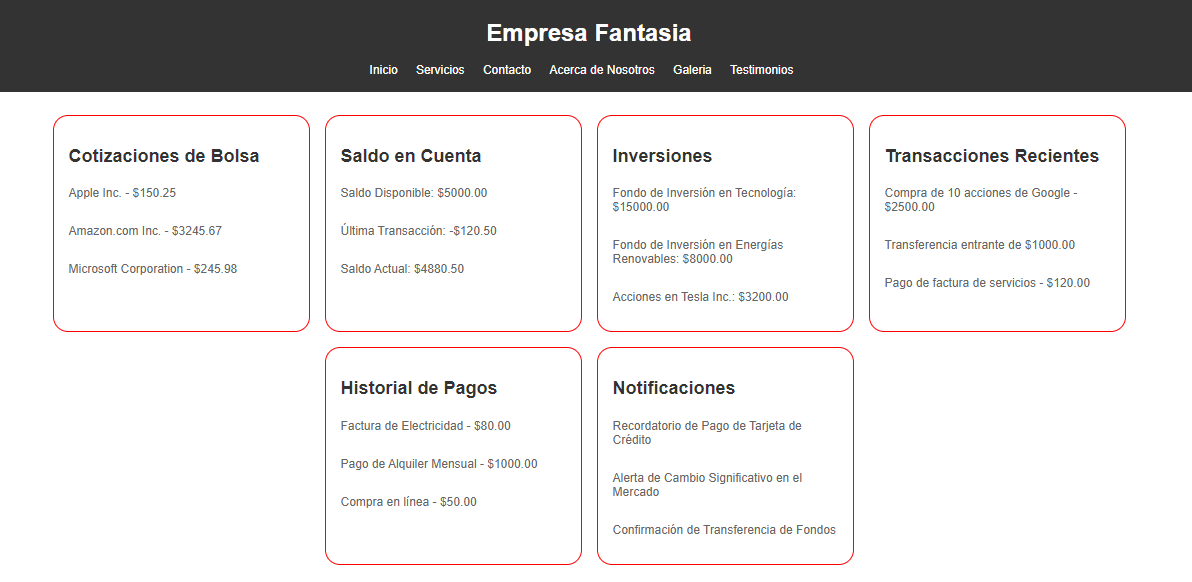 Empresa Fantasia
Inicio Servicios Contacto Acerca de Nosotros Galeria Testimonios
Cotizaciones de Bolsa
Apple Inc. - $150.25
Amazon.com Inc. - $3245.67
Microsoft Corporation - $245.98
Saldo en Cuenta
Saldo Disponible: $5000.00
Última Transacción: -$120.50
Saldo Actual: $4880.50
Inversiones
Fondo de Inversión en Tecnología:
$15000.00
Fondo de Inversión en Energías
Renovables: $8000.00
Acciones en Tesla Inc.: $3200.00
Transacciones Recientes
Compra de 10 acciones de Google -
$2500.00
Transferencia entrante de $1000.00
Pago de factura de servicios - $120.00
Historial de Pagos
Factura de Electricidad - $80.00
Pago de Alquiler Mensual - $1000.00
Compra en línea - $50.00
Notificaciones
Recordatorio de Pago de Tarjeta de
Crédito
Alerta de Cambio Significativo en el
Mercado
Confirmación de Transferencia de Fondos